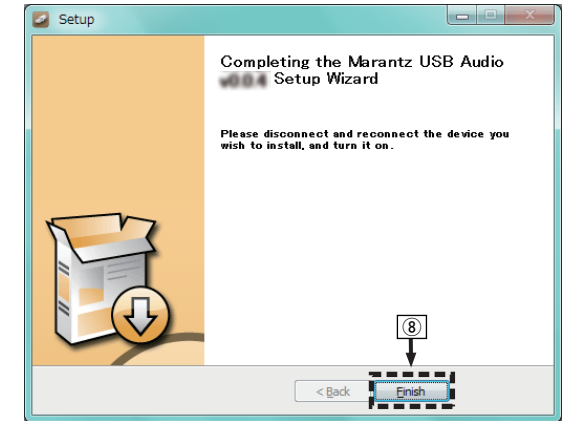 Setup
Completing the Marantz USB Audio
Setup Wizard
Please disconnect and reconnect the device you
wish to install, and turn it on.
⑧
< Back
Finish